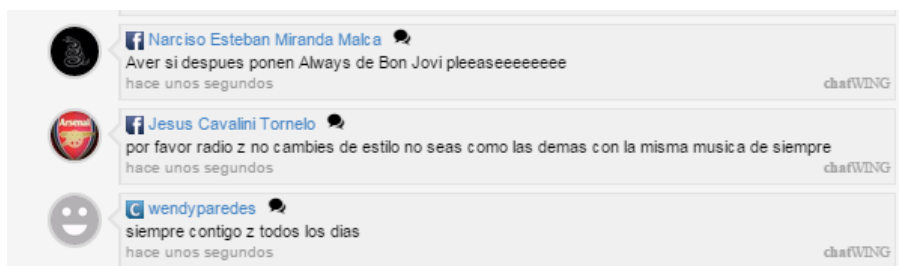 Narciso Esteban Miranda Malca
Aver si despues ponen Always de Bon Jovi pleeaseeeeeeee
hace unos segundos chatWING
Arsenal
Jesus Cavalini Tornelo
por favor radio z no cambies de estilo no seas como las demas con la misma musica de siempre
hace unos segundos chatWING
C wendyparedes
siempre contigo z todos los dias
hace unos segundos chatWING